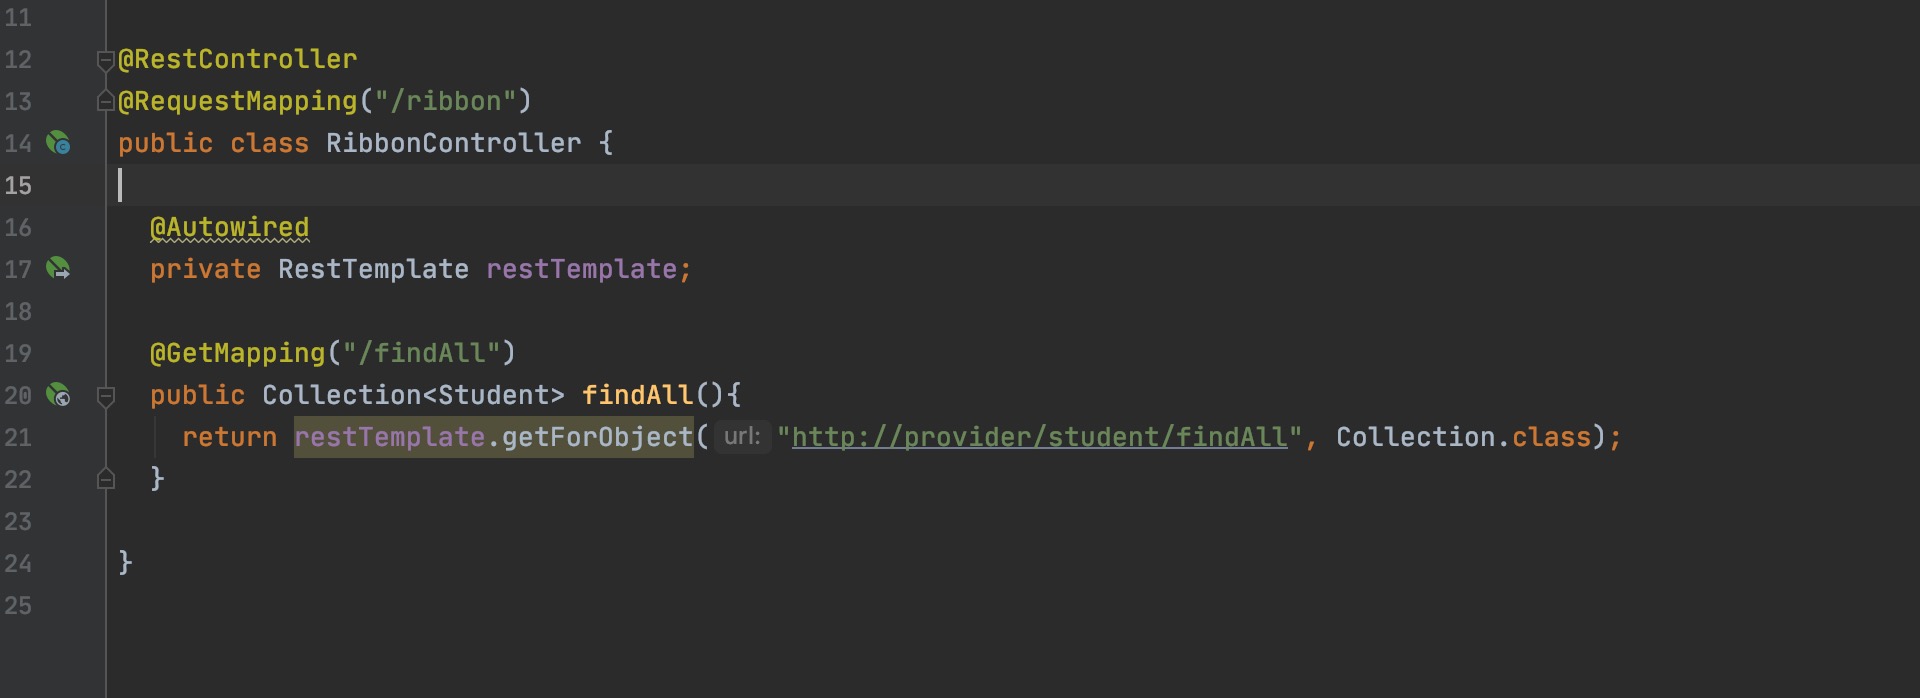 11
12 @RestController
13 @RequestMapping("/ribbon")
14 public class RibbonController {
15
16 @Autowired
17 private RestTemplate restTemplate;
18
19 @GetMapping("/findAll")
20 public Collection<Student> findAll(){
21 return restTemplate.getForObject( url: "http://provider/student/findAll", Collection.class);
22 }
23
24 }
25